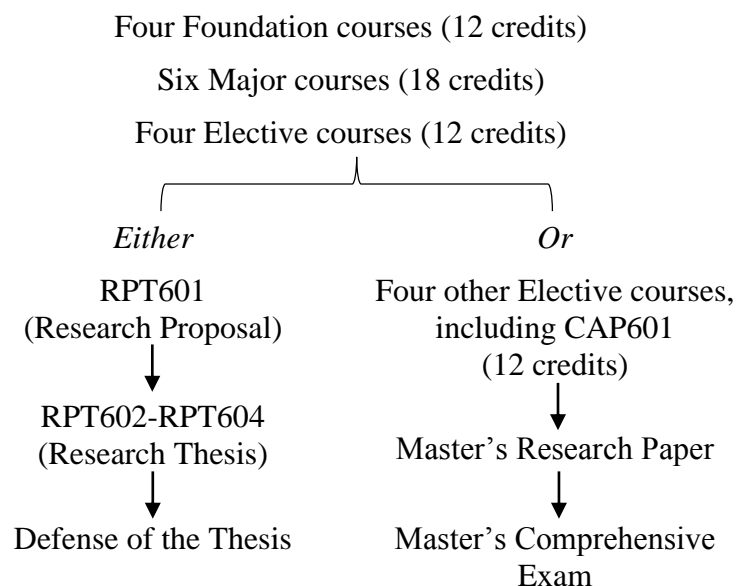 Four Foundation courses (12 credits)
Six Major courses (18 credits)
Four Elective courses (12 credits)
Either
RPT601
(Research Proposal)
RPT602-RPT604
(Research Thesis)
Defense of the Thesis
Or
Four other Elective courses,
including CAP601
(12 credits)
Master’s Research Paper
Master’s Comprehensive
Exam